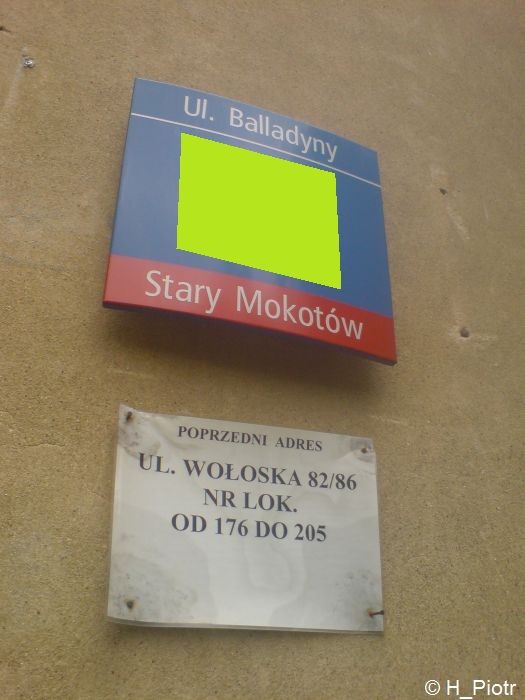 Ul. Balladyny
Stary Mokotów
POPRZEDNI ADRES
UL. WOŁOSKA 82/86
NR LOK.
OD 176 DO 205
© H_Piotr